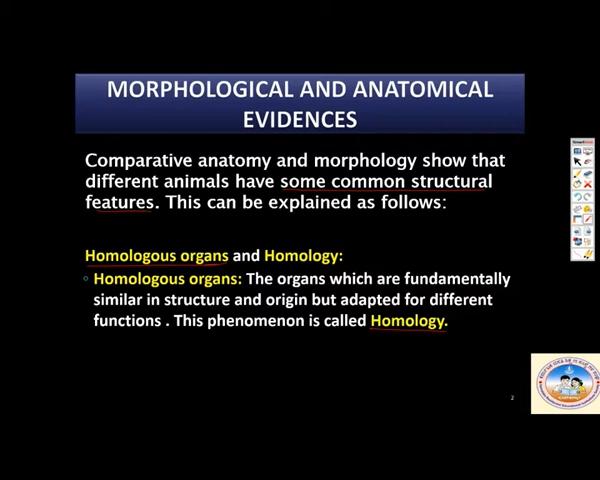 MORPHOLOGICAL AND ANATOMICAL
EVIDENCES
Comparative anatomy and morphology show that
different animals have some common structural
features. This can be explained as follows:
Homologous organs and Homology:
Homologous organs: The organs which are fundamentally
similar in structure and origin but adapted for different
functions . This phenomenon is called Homology.
2